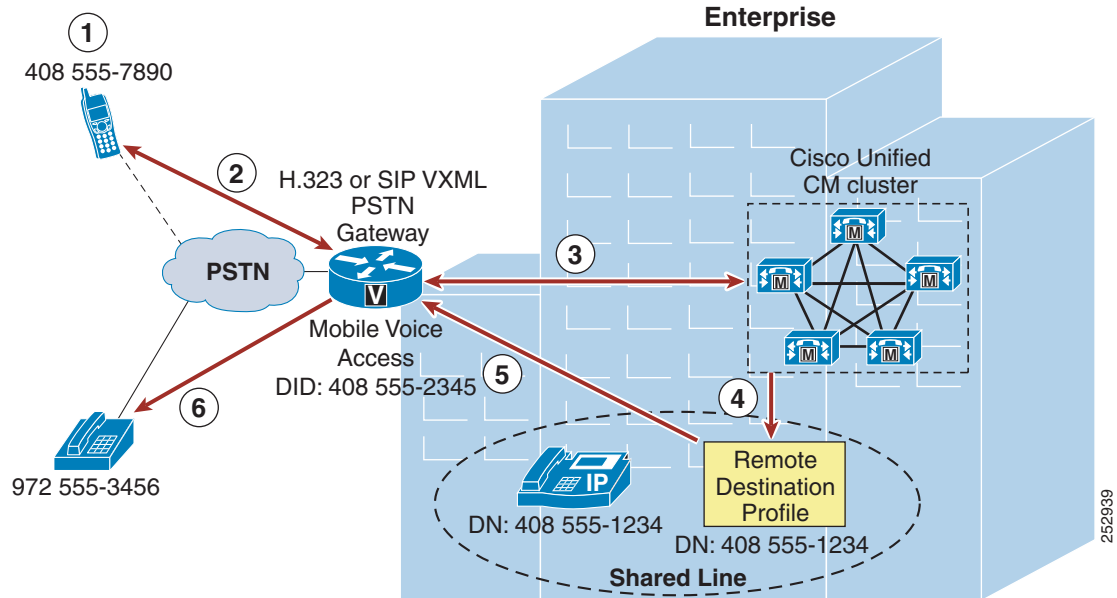 Enterprise
1
408 555-7890
2
H.323 or SIP VXML
PSTN
Gateway
PSTN
V
Mobile Voice
Access
DID: 408 555-2345
3
Cisco Unified
CM cluster
M
M
M
M
M
4
5
6
972 555-3456
IP
DN: 408 555-1234
Remote
Destination
Profile
DN: 408 555-1234
Shared Line
252939